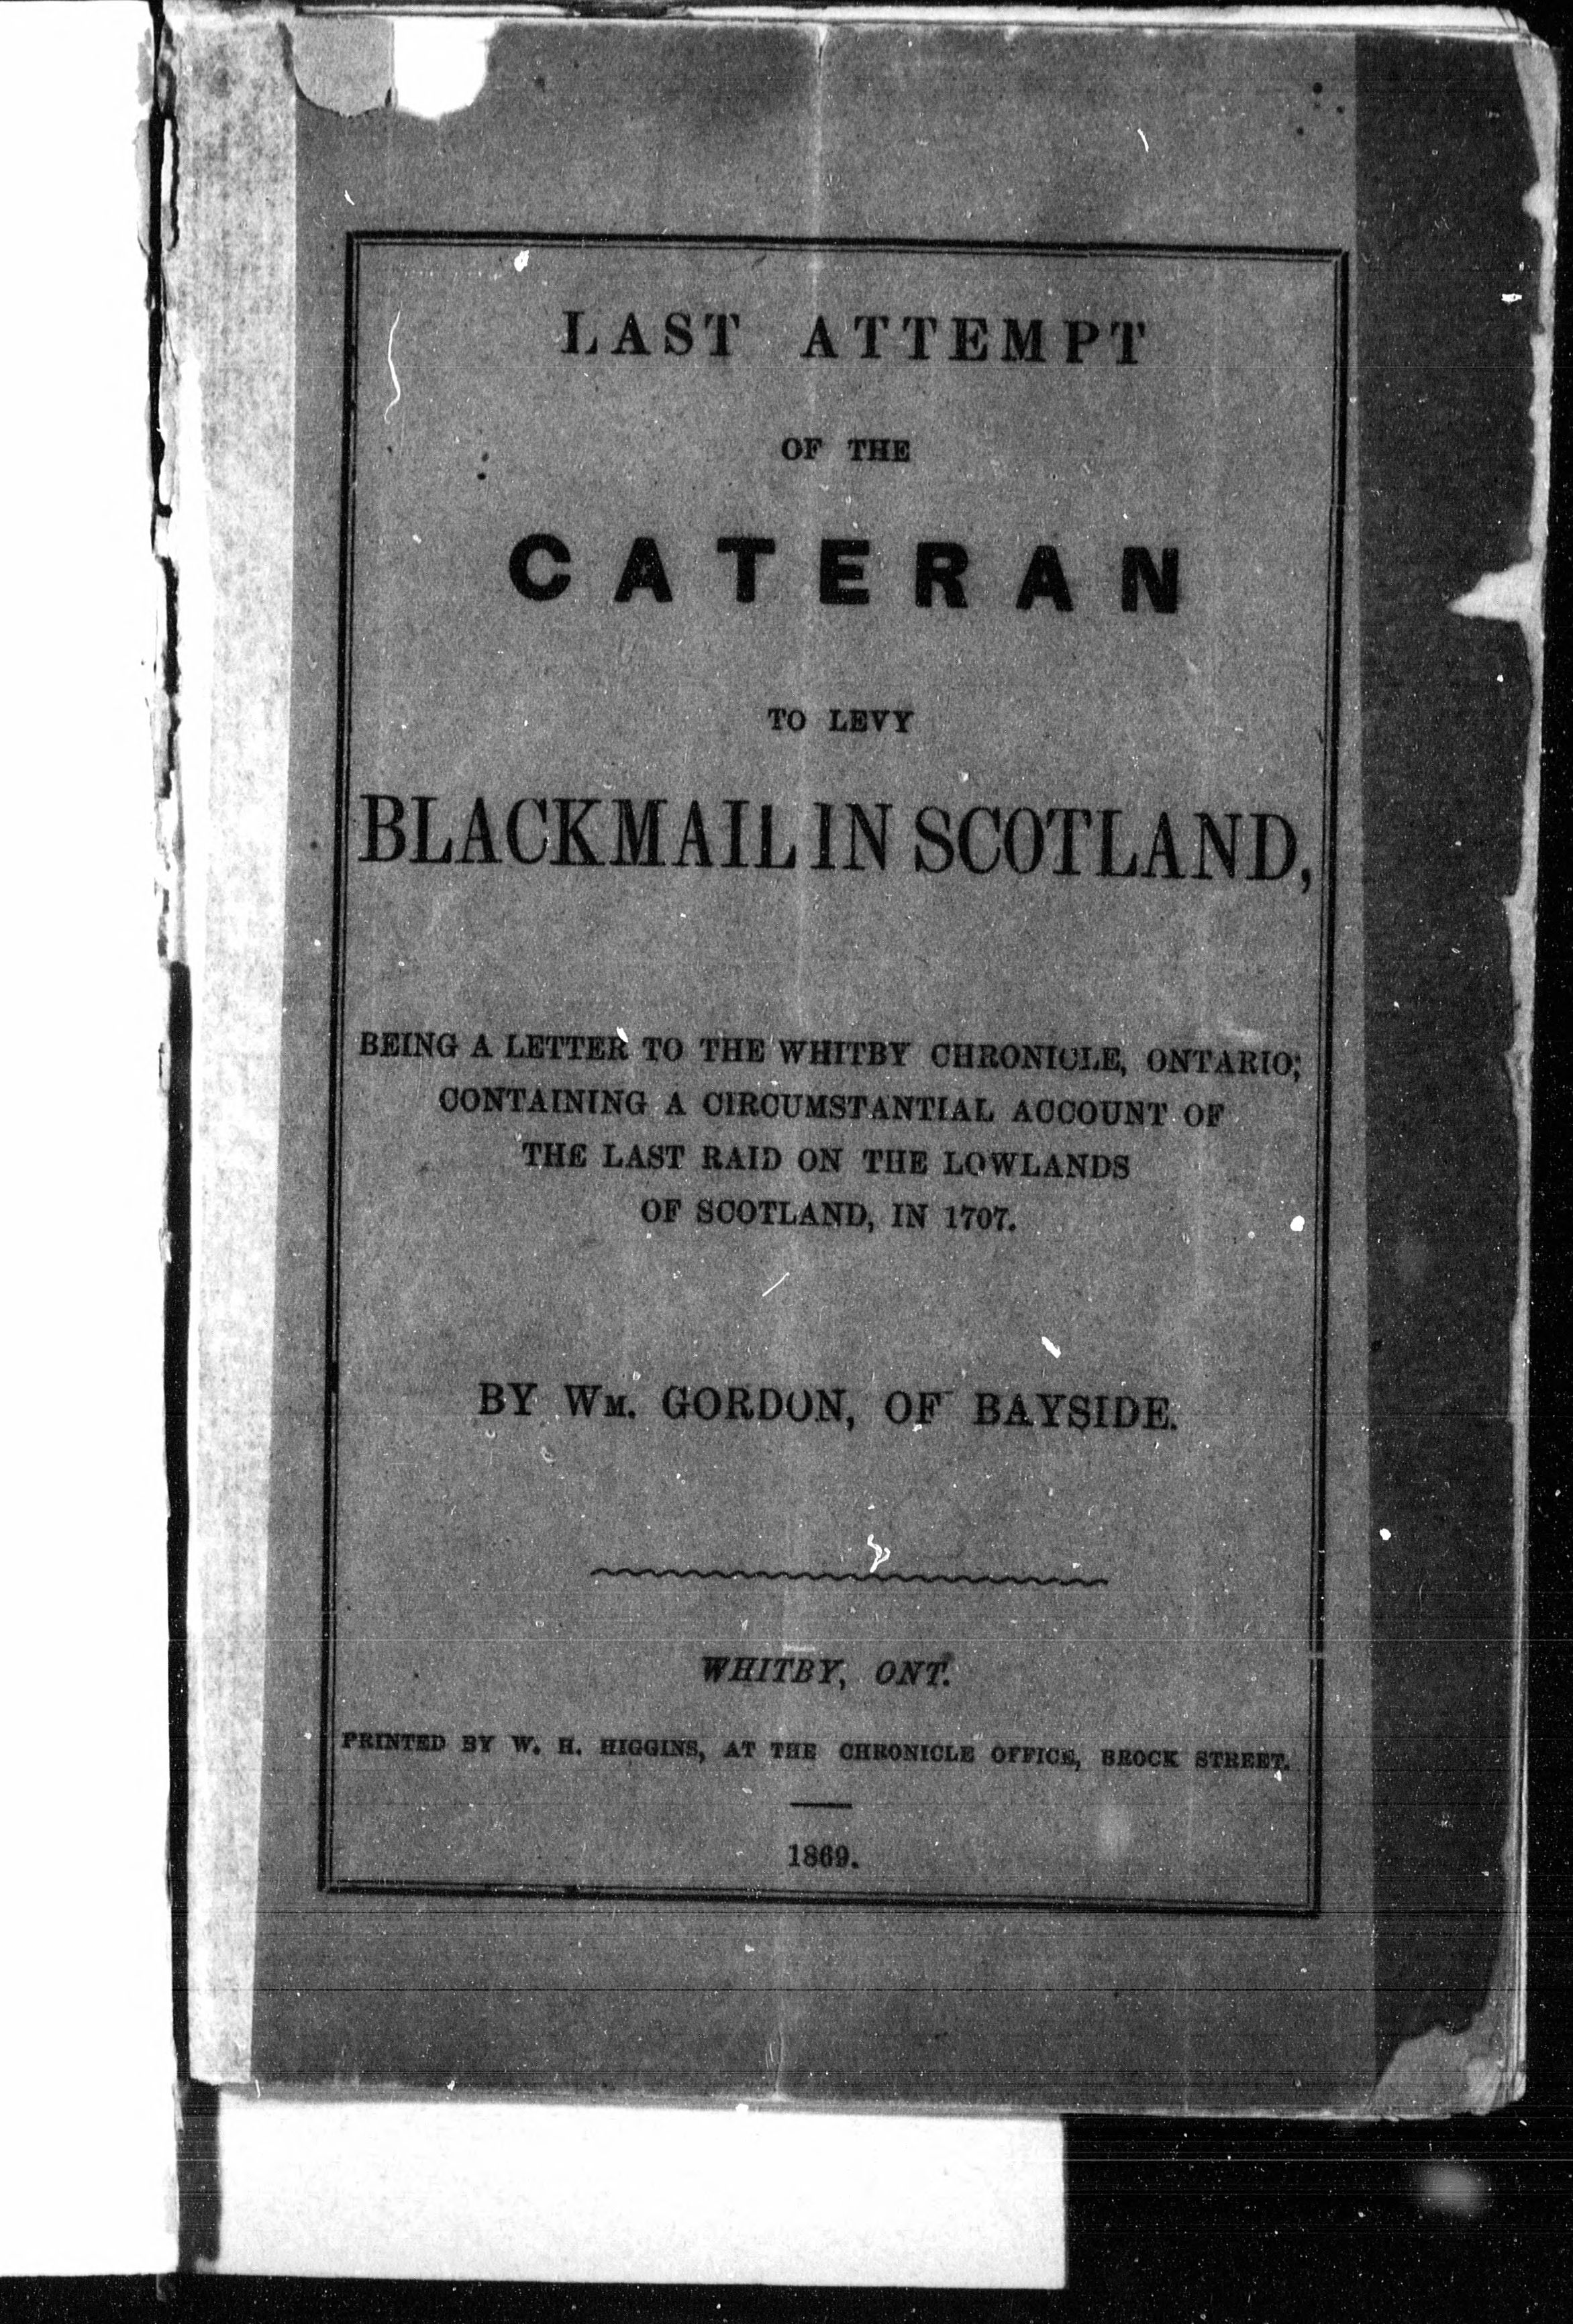 LAST ATTEMPT
OF THE
CATERAN
TO LEVY
BLACKMAIL IN SCOTLAND,
BEING A LETTER TO THE WHITBY CHRONICLE, ONTARIO;
CONTAINING A CIRCUMSTANTIAL ACCOUNT OF
THE LAST RAID ON THE LOWLANDS
OF SCOTLAND, IN 1707.
BY WM. GORDON, OF BAYSIDE.
WHITBY, ONT.
PRINTED BY W. H. HIGGINS, AT THE CHRONICLE OFFICE, BROCK STREET.
1869.